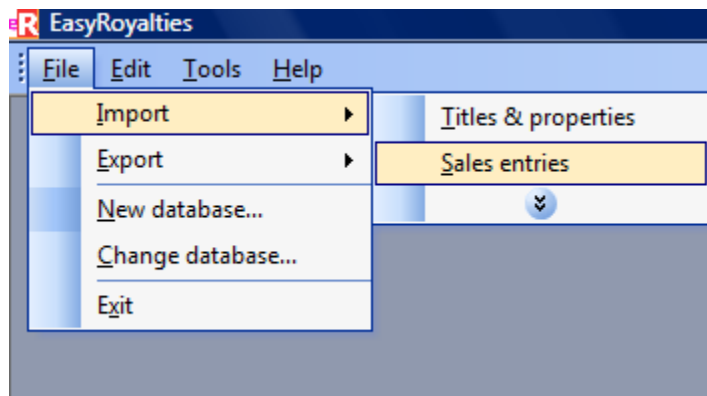 R EasyRoyalties
File Edit Tools Help
Import Titles & properties
Export Sales entries
New database...
Change database...
Exit